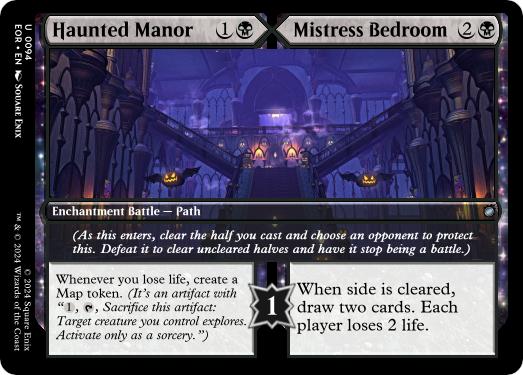 Haunted Manor 1
Mistress Bedroom 2
U 0094
EOR • EN SQUARE ENIX
Enchantment Battle — Path
(As this enters, clear the half you cast and choose an opponent to protect
this. Defeat it to clear uncleared halves and have it stop being a battle.)
Whenever you lose life, create a
Map token. (It's an artifact with
“1, , Sacrifice this artifact:
Target creature you control explores.
Activate only as a sorcery.”)
1
When side is cleared,
draw two cards. Each
player loses 2 life.
™ & © 2024 Wizards of the Coast
© 2024 Square Enix